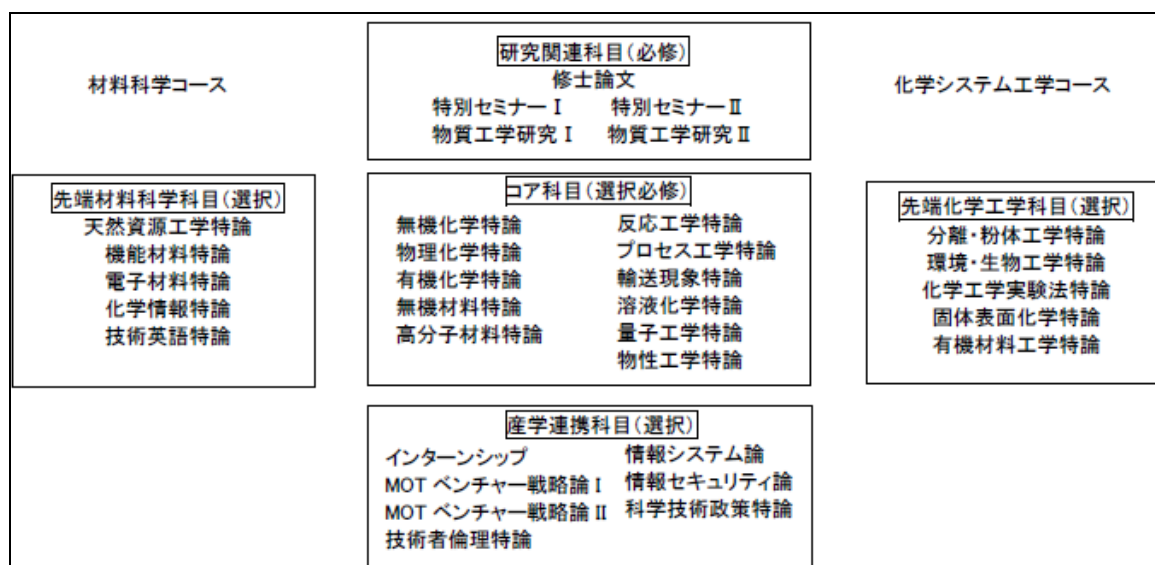 材料科学コース
研究関連科目(必修)
修士論文
特別セミナーⅠ 特別セミナーⅡ
物質工学研究Ⅰ 物質工学研究Ⅱ
化学システム工学コース
先端材料科学科目(選択)
天然資源工学特論
機能材料特論
電子材料特論
化学情報特論
技術英語特論
コア科目(選択必修)
無機化学特論
物理化学特論
有機化学特論
無機材料特論
高分子材料特論
反応工学特論
プロセス工学特論
輸送現象特論
溶液化学特論
量子工学特論
物性工学特論
先端化学工学科目(選択)
分離・粉体工学特論
環境・生物工学特論
化学工学実験法特論
固体表面化学特論
有機材料工学特論
産学連携科目(選択)
インターンシップ
MOT ベンチャー戦略論Ⅰ
MOT ベンチャー戦略論Ⅱ
技術者倫理特論
情報システム論
情報セキュリティ論
科学技術政策特論